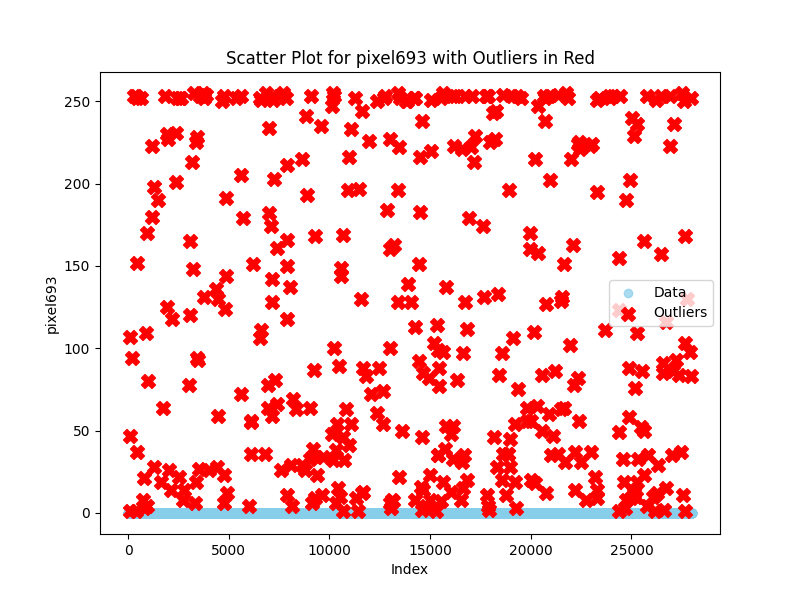 Scatter Plot for pixel693 with Outliers in Red
250
200
150
100
50
0
pixel693
Data
Outliers
0
5000
10000
15000
20000
25000
Index